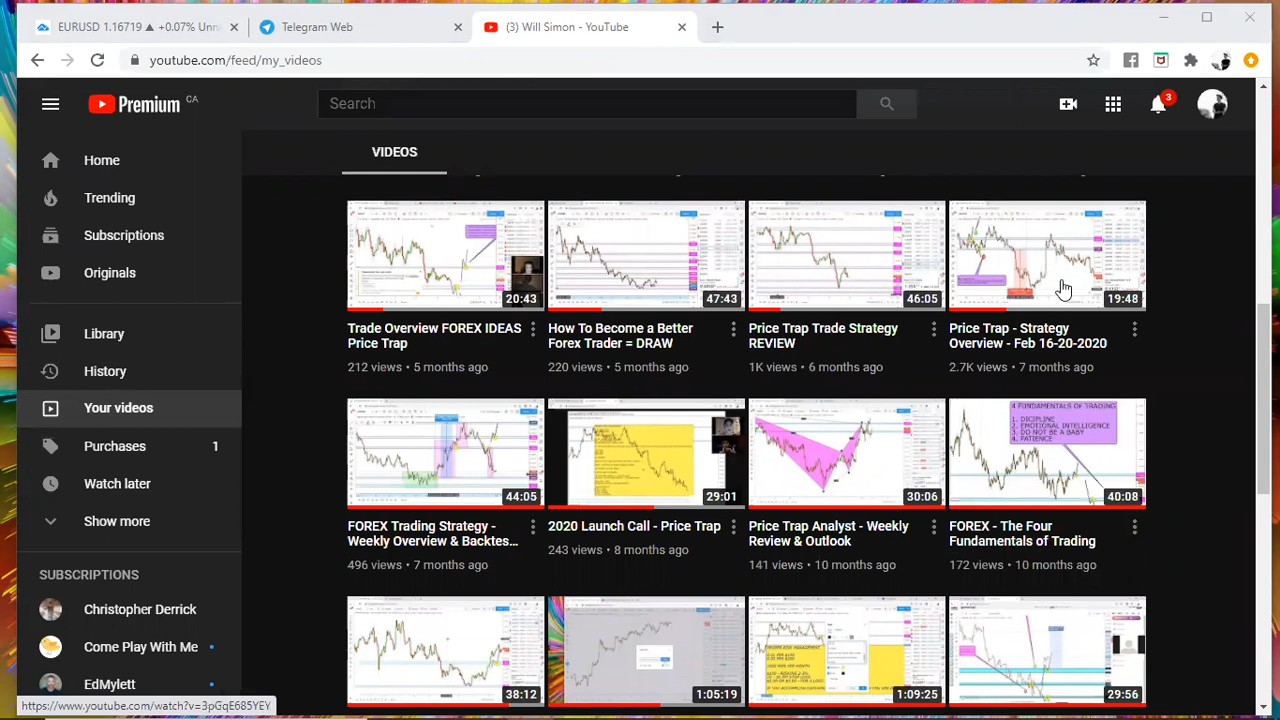 EURUSD 1.16719 ▲ +0.07% Unn
Telegram Web
(3) Will Simon - YouTube
youtube.com/feed/my_videos
Premium CA
Search
3
VIDEOS
Home
Trending
Subscriptions
Originals
Library
History
Your videos
Purchases
Watch later
Show more
SUBSCRIPTIONS
Christopher Derrick
Come Play With Me
EdMylett
20:43
47:43
46:05
19:48
Trade Overview FOREX IDEAS
Price Trap
212 views • 5 months ago
How To Become a Better
Forex Trader = DRAW
220 views • 5 months ago
Price Trap Trade Strategy
REVIEW
1K views • 6 months ago
Price Trap - Strategy
Overview - Feb 16-20-2020
2.7K views • 7 months ago
4 FUNDAMENTALS OF TRADING
1. DISCIPLINE
2. EMOTIONAL INTELLIGENCE
3. DO NOT BE A BABY
4. PATIENCE
44:05
29:01
30:06
40:08
FOREX Trading Strategy -
Weekly Overview & Backtes...
496 views • 7 months ago
2020 Launch Call - Price Trap
243 views • 8 months ago
Price Trap Analyst - Weekly
Review & Outlook
141 views • 10 months ago
FOREX - The Four
Fundamentals of Trading
172 views • 10 months ago
38:12
1:05:19
1:09:25
29:56